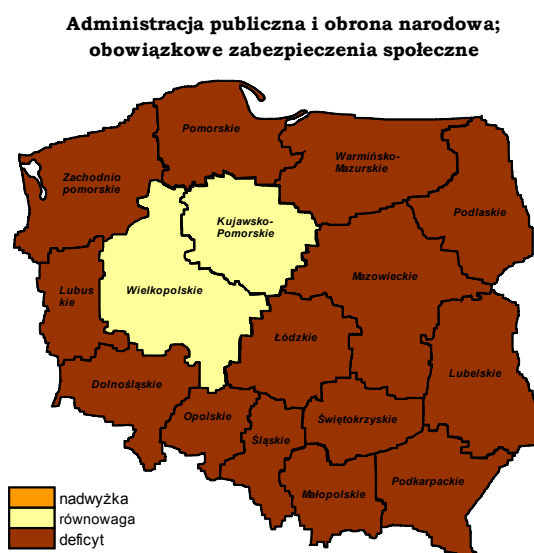 Administracja publiczna i obrona narodowa;
obowiązkowe zabezpieczenia społeczne
Pomorskie
Warmińsko-
Mazurskie
Zachodnio
pomorskie
Podlaskie
Kujawsko-
Pomorskie
Mazowieckie
Lubus
kie
Wielkopolskie
Łódzkie
Lubelskie
Dolnośląskie
Opolskie
Świętokrzyskie
Śląskie
Małopolskie
Podkarpackie
nadwyżka
równowaga
deficyt